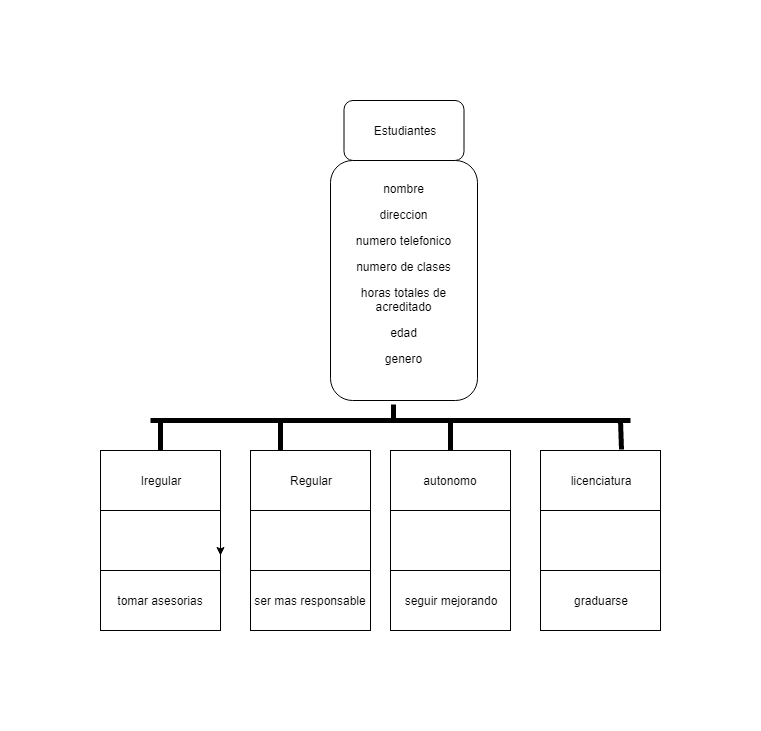 Estudiantes
nombre
direccion
numero telefonico
numero de clases
horas totales de
acreditado
edad
genero
Iregular
Regular
autonomo
licenciatura
tomar asesorias
ser mas responsable
seguir mejorando
graduarse